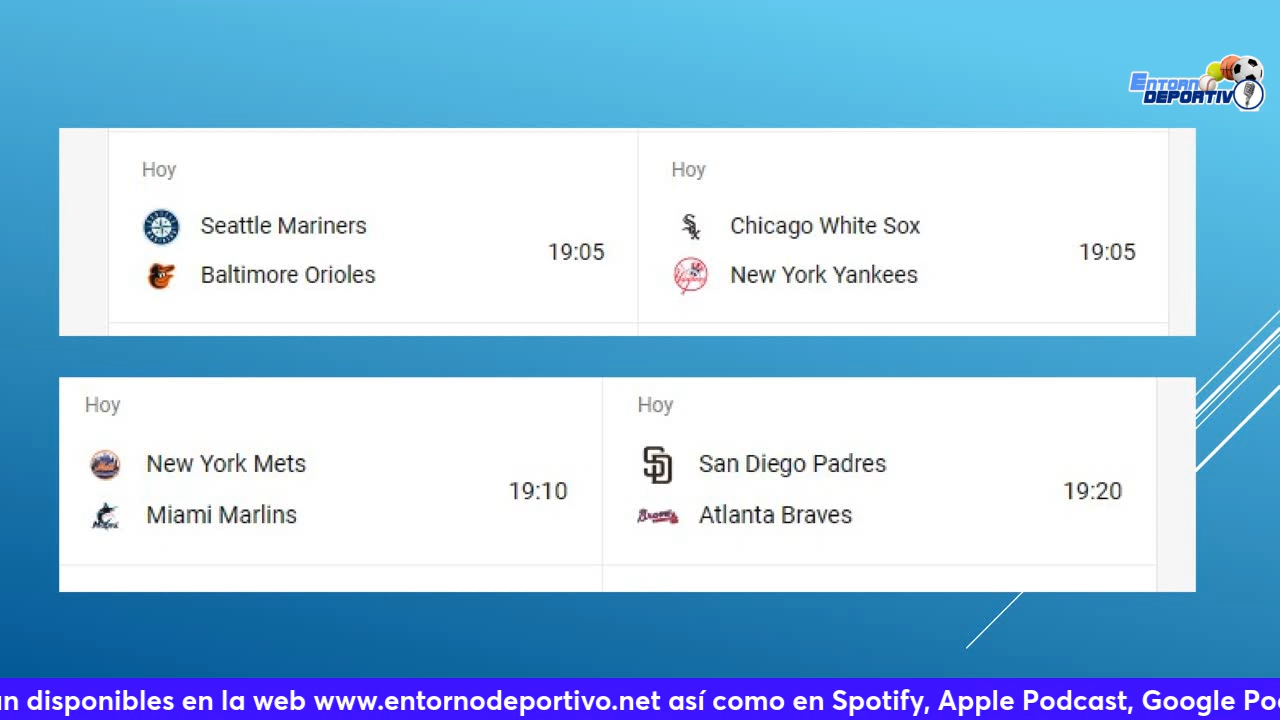 ENTORNO
DEPORTIVO
Hoy
Seattle Mariners
Baltimore Orioles
19:05
Hoy
Chicago White Sox
New York Yankees
19:05
Hoy
New York Mets
Miami Marlins
19:10
Hoy
San Diego Padres
Atlanta Braves
19:20
disponibles en la web www.entornodeportivo.net así como en Spotify, Apple Podcast, Google